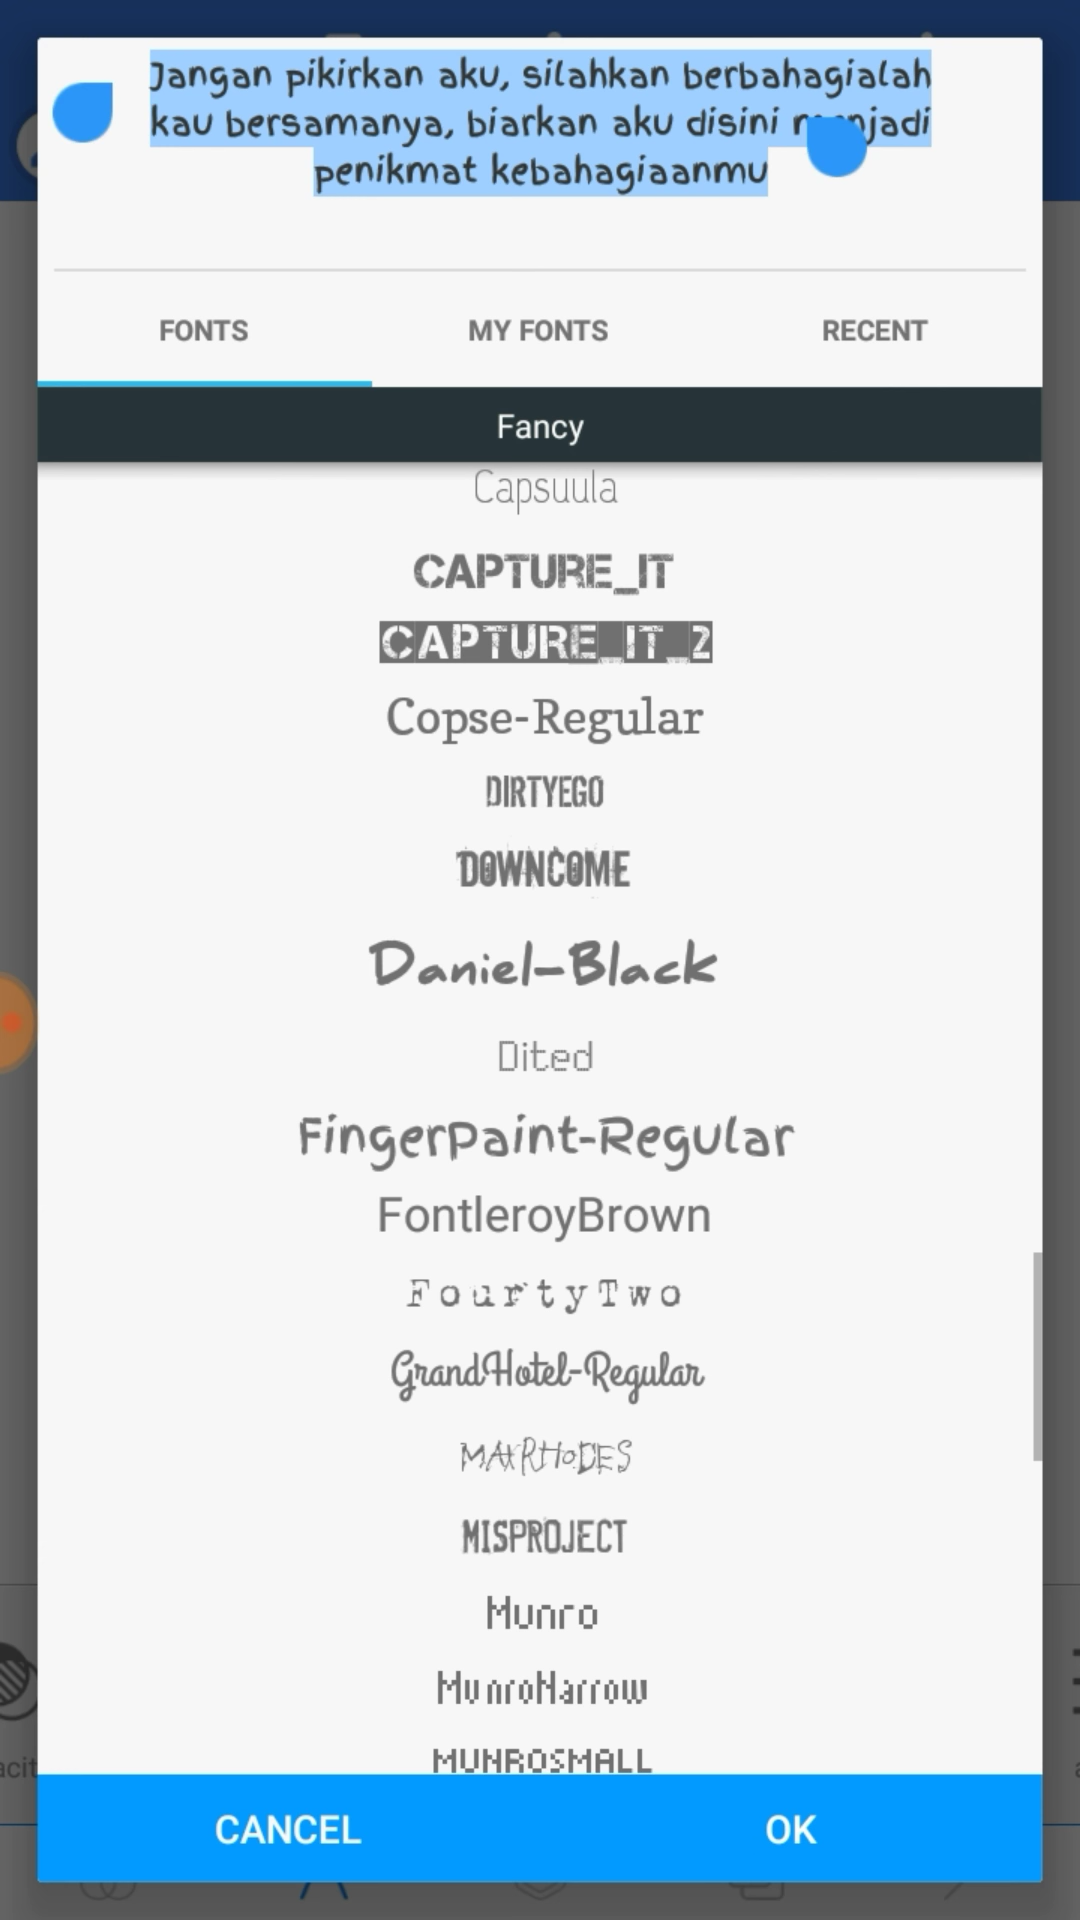 Jangan pikirkan aku, silahkan berbahagialah
kau bersamanya, biarkan aku disini menjadi
penikmat kebahagiaanmu
FONTS
MY FONTS
RECENT
Fancy
Capsuula
CAPTURE_IT
CAPTURE_IT_2
Copse-Regular
DIRTYEGO
DOWNCOME
Daniel-Black
Dited
FingerPaint-Regular
FontleroyBrown
FourtyTwo
GrandHotel-Regular
MAXRHODES
MISPROJECT
Munro
MunroNarrow
MUNROSMALL
CANCEL
OK